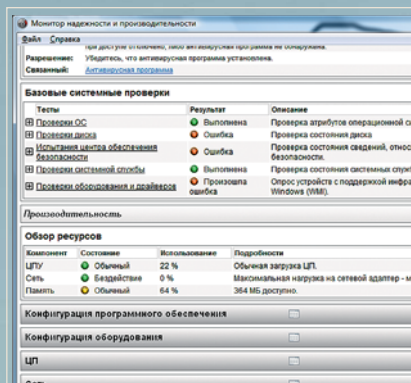 Монитор надежности и производительности
Файл Справка
при доступе отключено, либо антивирусная программа не обнаружена.
Разрешение: Убедитесь, что антивирусная программа установлена.
Связанный: Антивирусная программа
Базовые системные проверки
Тесты Результат Описание
Проверки ОС Выполнена Проверка атрибутов операционной с
Проверки диска Ошибка Проверка состояния диска
Испытания центра обеспечения безопасности Ошибка Проверка состояния сведений, относ
безопасности.
Проверки системной службы Выполнена Проверка состояния системных служ
Проверки оборудования и драйверов Произошла ошибка Опрос устройств с поддержкой инфра
Windows (WMI).
Производительность
Обзор ресурсов
Компонент Состояние Использование Подробности
ЦПУ Обычный 22 % Обычная загрузка ЦП.
Сеть Бездействие 0 % Максимальная нагрузка на сетевой адаптер - м
Память Обычный 64 % 364 МБ доступно.
Конфигурация программного обеспечения
Конфигурация оборудования
ЦП